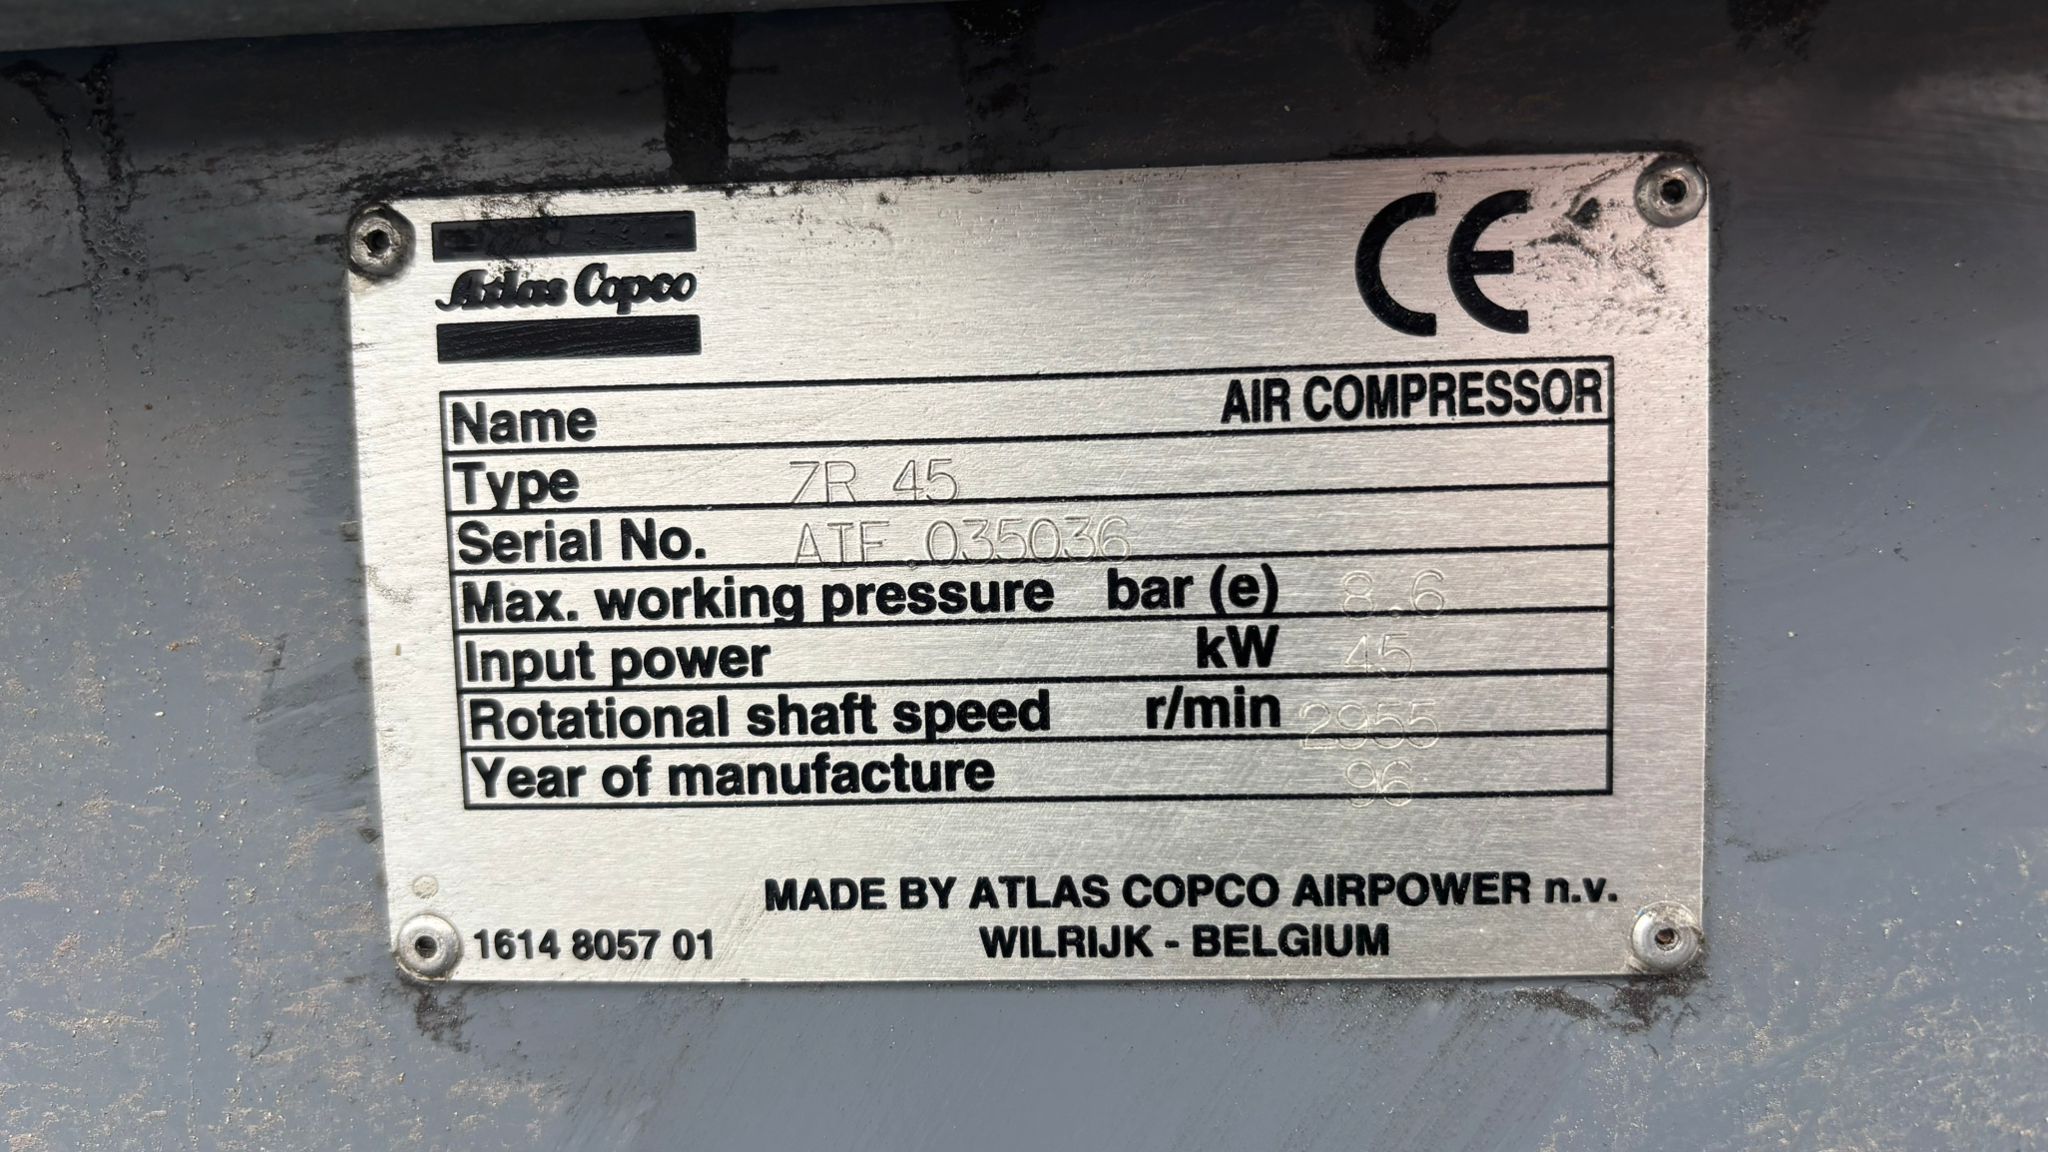 Atlas Copco
CE
Name AIR COMPRESSOR
Type ZR 45
Serial No. AIF.035036
Max. working pressure bar (e) 8.6
Input power kW 45
Rotational shaft speed r/min 2955
Year of manufacture 96
MADE BY ATLAS COPCO AIRPOWER n.v.
1614 8057 01 WILRIJK - BELGIUM